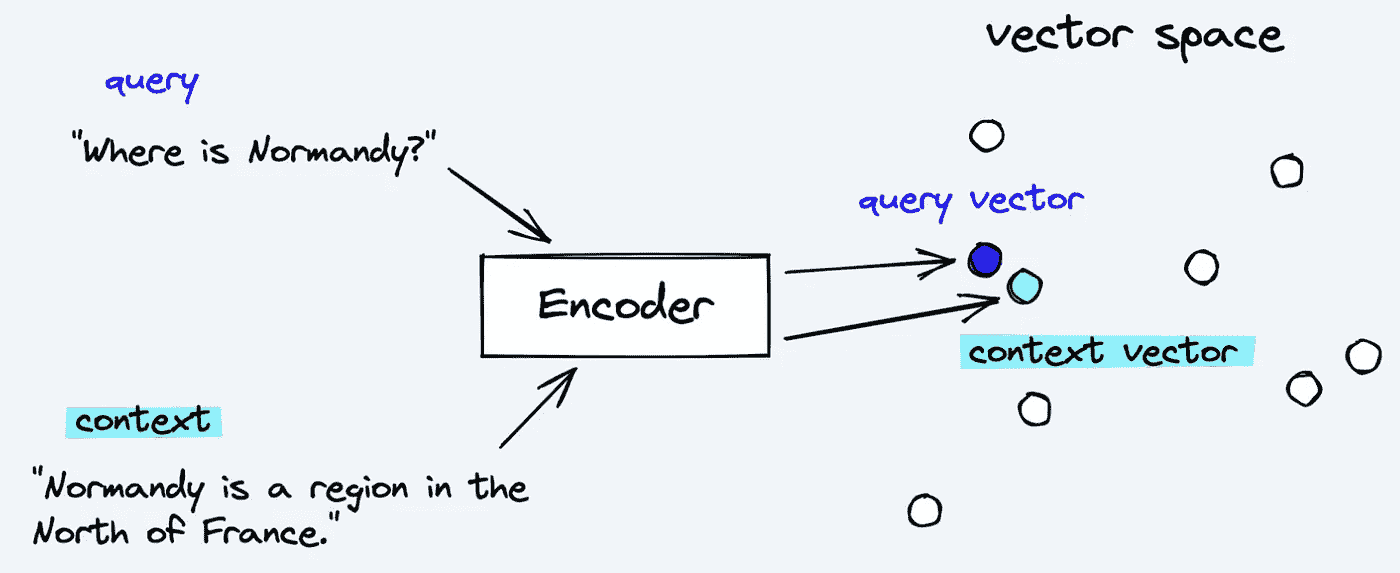 vector space
query
"Where is Normandy?"
query vector
Encoder
context vector
context
"Normandy is a region in the
North of France."